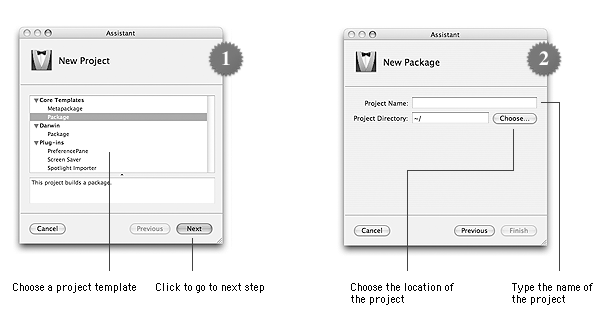 Assistant
New Project
1
Core Templates
Metapackage
Package
Darwin
Package
Plug-ins
PreferencePane
Screen Saver
Spotlight Importer
This project builds a package.
Cancel
Previous
Next
Choose a project template
Click to go to next step
Assistant
New Package
2
Project Name:
Project Directory: ~/
Choose...
Cancel
Previous
Finish
Choose the location of
the project
Type the name of
the project